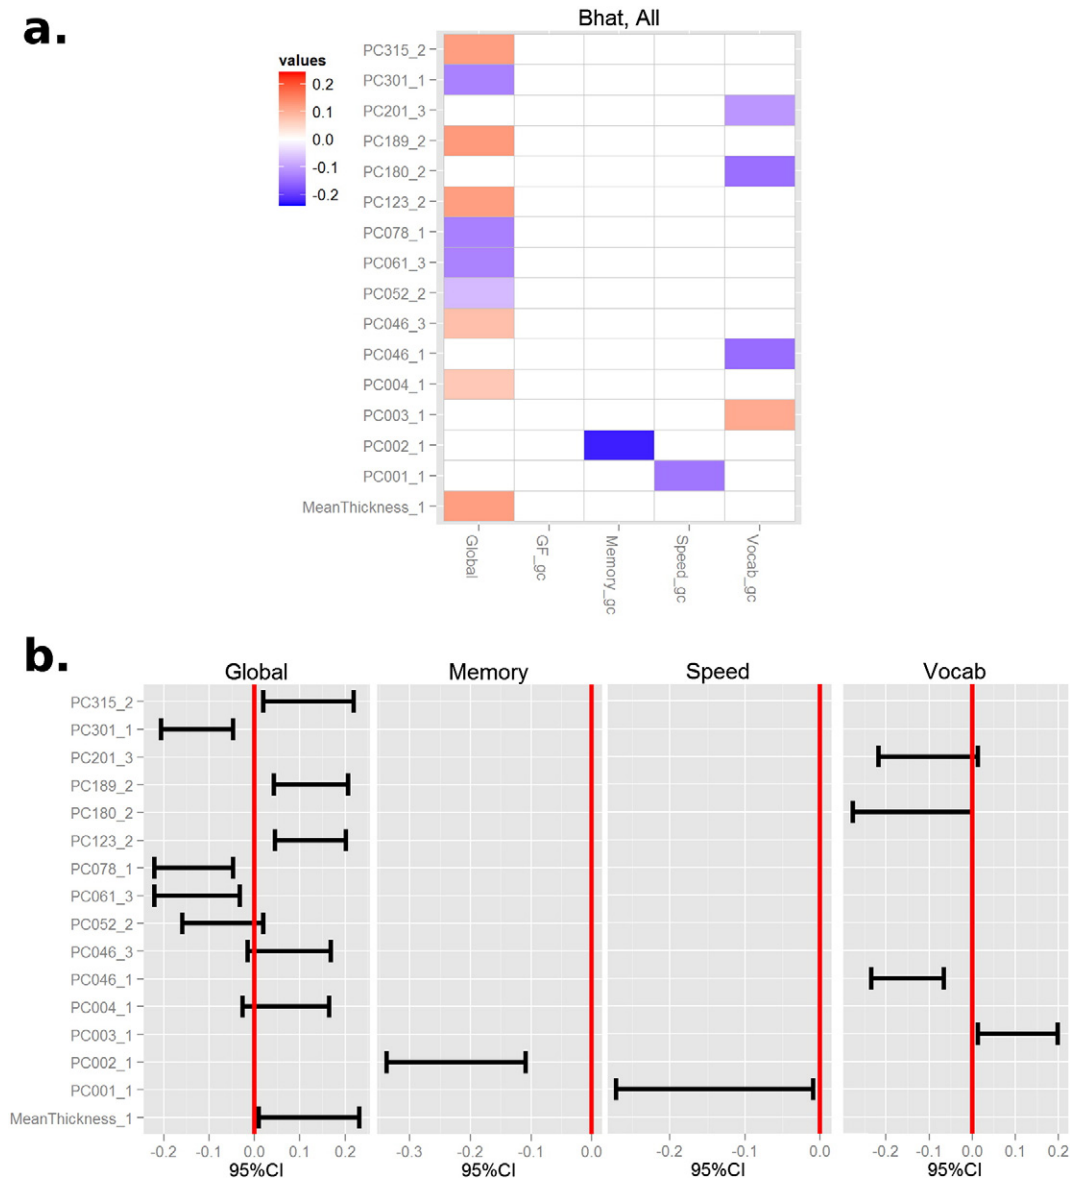 a.
Bhat, All
values
0.2
0.1
0.0
-0.1
-0.2
PC315_2
PC301_1
PC201_3
PC189_2
PC180_2
PC123_2
PC078_1
PC061_3
PC052_2
PC046_3
PC046_1
PC004_1
PC003_1
PC002_1
PC001_1
MeanThickness_1
Global
GF_gc
Memory_gc
Speed_gc
Vocab_gc
b.
Global Memory Speed Vocab
PC315_2
PC301_1
PC201_3
PC189_2
PC180_2
PC123_2
PC078_1
PC061_3
PC052_2
PC046_3
PC046_1
PC004_1
PC003_1
PC002_1
PC001_1
MeanThickness_1
-0.2 -0.1 0.0 0.1 0.2 -0.3 -0.2 -0.1 0.0 -0.2 -0.1 0.0 -0.2 -0.1 0.0 0.1 0.2
95%CI 95%CI 95%CI 95%CI